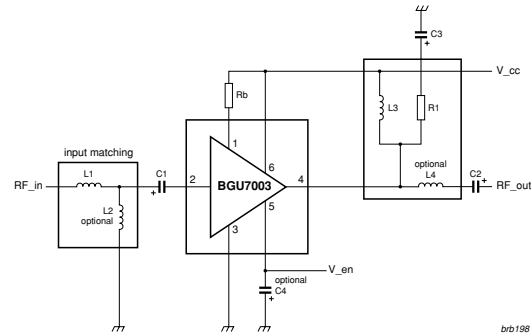 C3
+
V_cc
Rb
L3
R1
input matching
1
6
optional
L1
C1
2
BGU7003
4
L4
C2
RF_in
+
+
RF_out
L2
optional
5
3
V_en
optional
C4
+
brb198